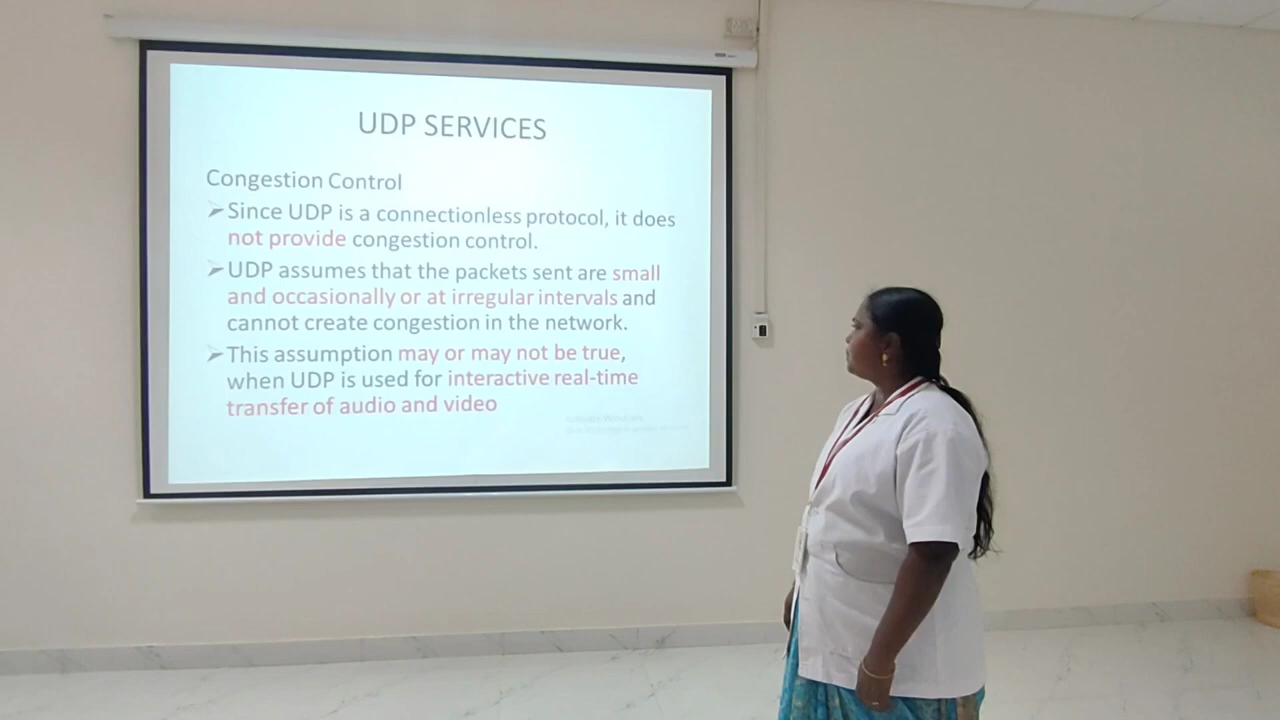 UDP SERVICES
Congestion Control
➢Since UDP is a connectionless protocol, it does
not provide congestion control.
➢UDP assumes that the packets sent are small
and occasionally or at irregular intervals and
cannot create congestion in the network.
➢This assumption may or may not be true,
when UDP is used for interactive real-time
transfer of audio and video
Activate Windows